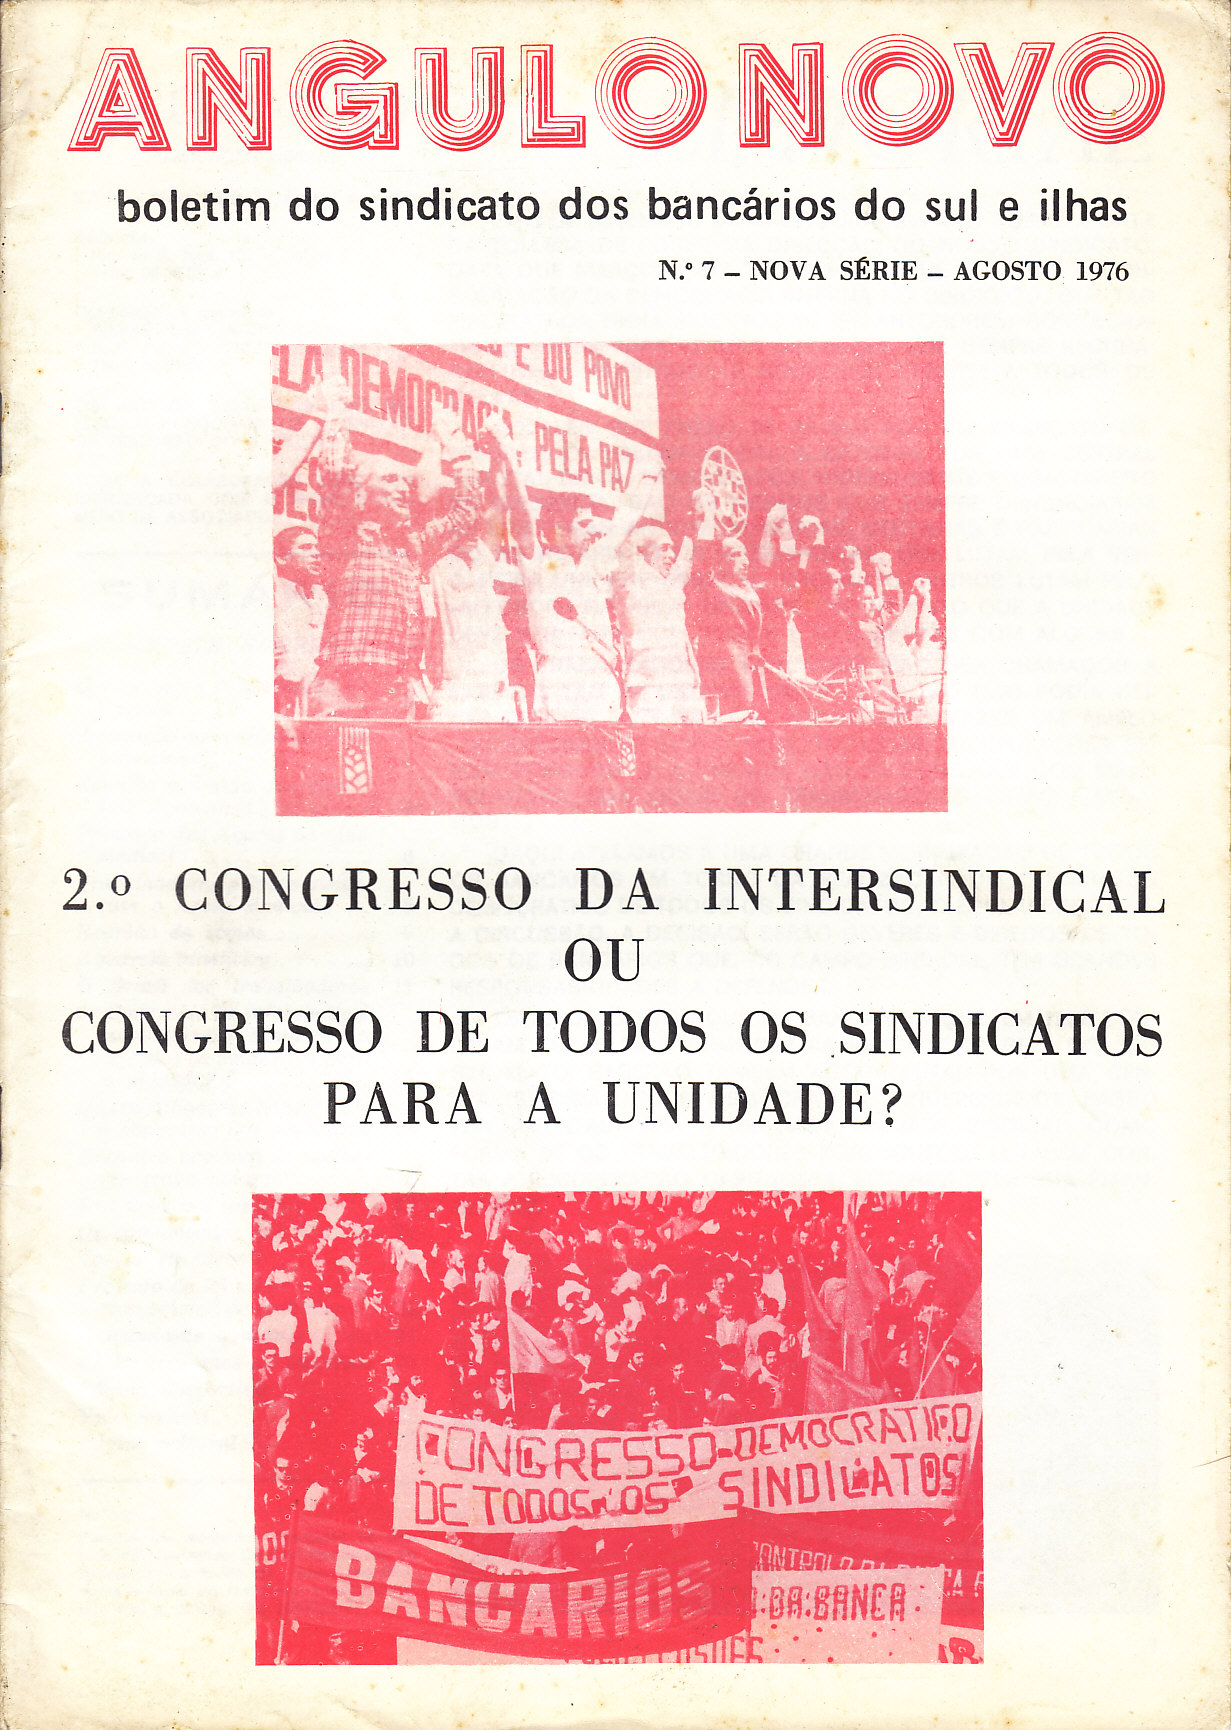 ANGULO NOVO
boletim do sindicato dos bancários do sul e ilhas
N.º 7 – NOVA SÉRIE – AGOSTO 1976
E DO POVO
DEMOCRACIA, PELA PAZ
2.º CONGRESSO DA INTERSINDICAL
OU
CONGRESSO DE TODOS OS SINDICATOS
PARA A UNIDADE?
CONGRESSO DEMOCRATICO
DE TODOS OS SINDICATOS
BANCARIOS
CONTROLO
DA BANCA